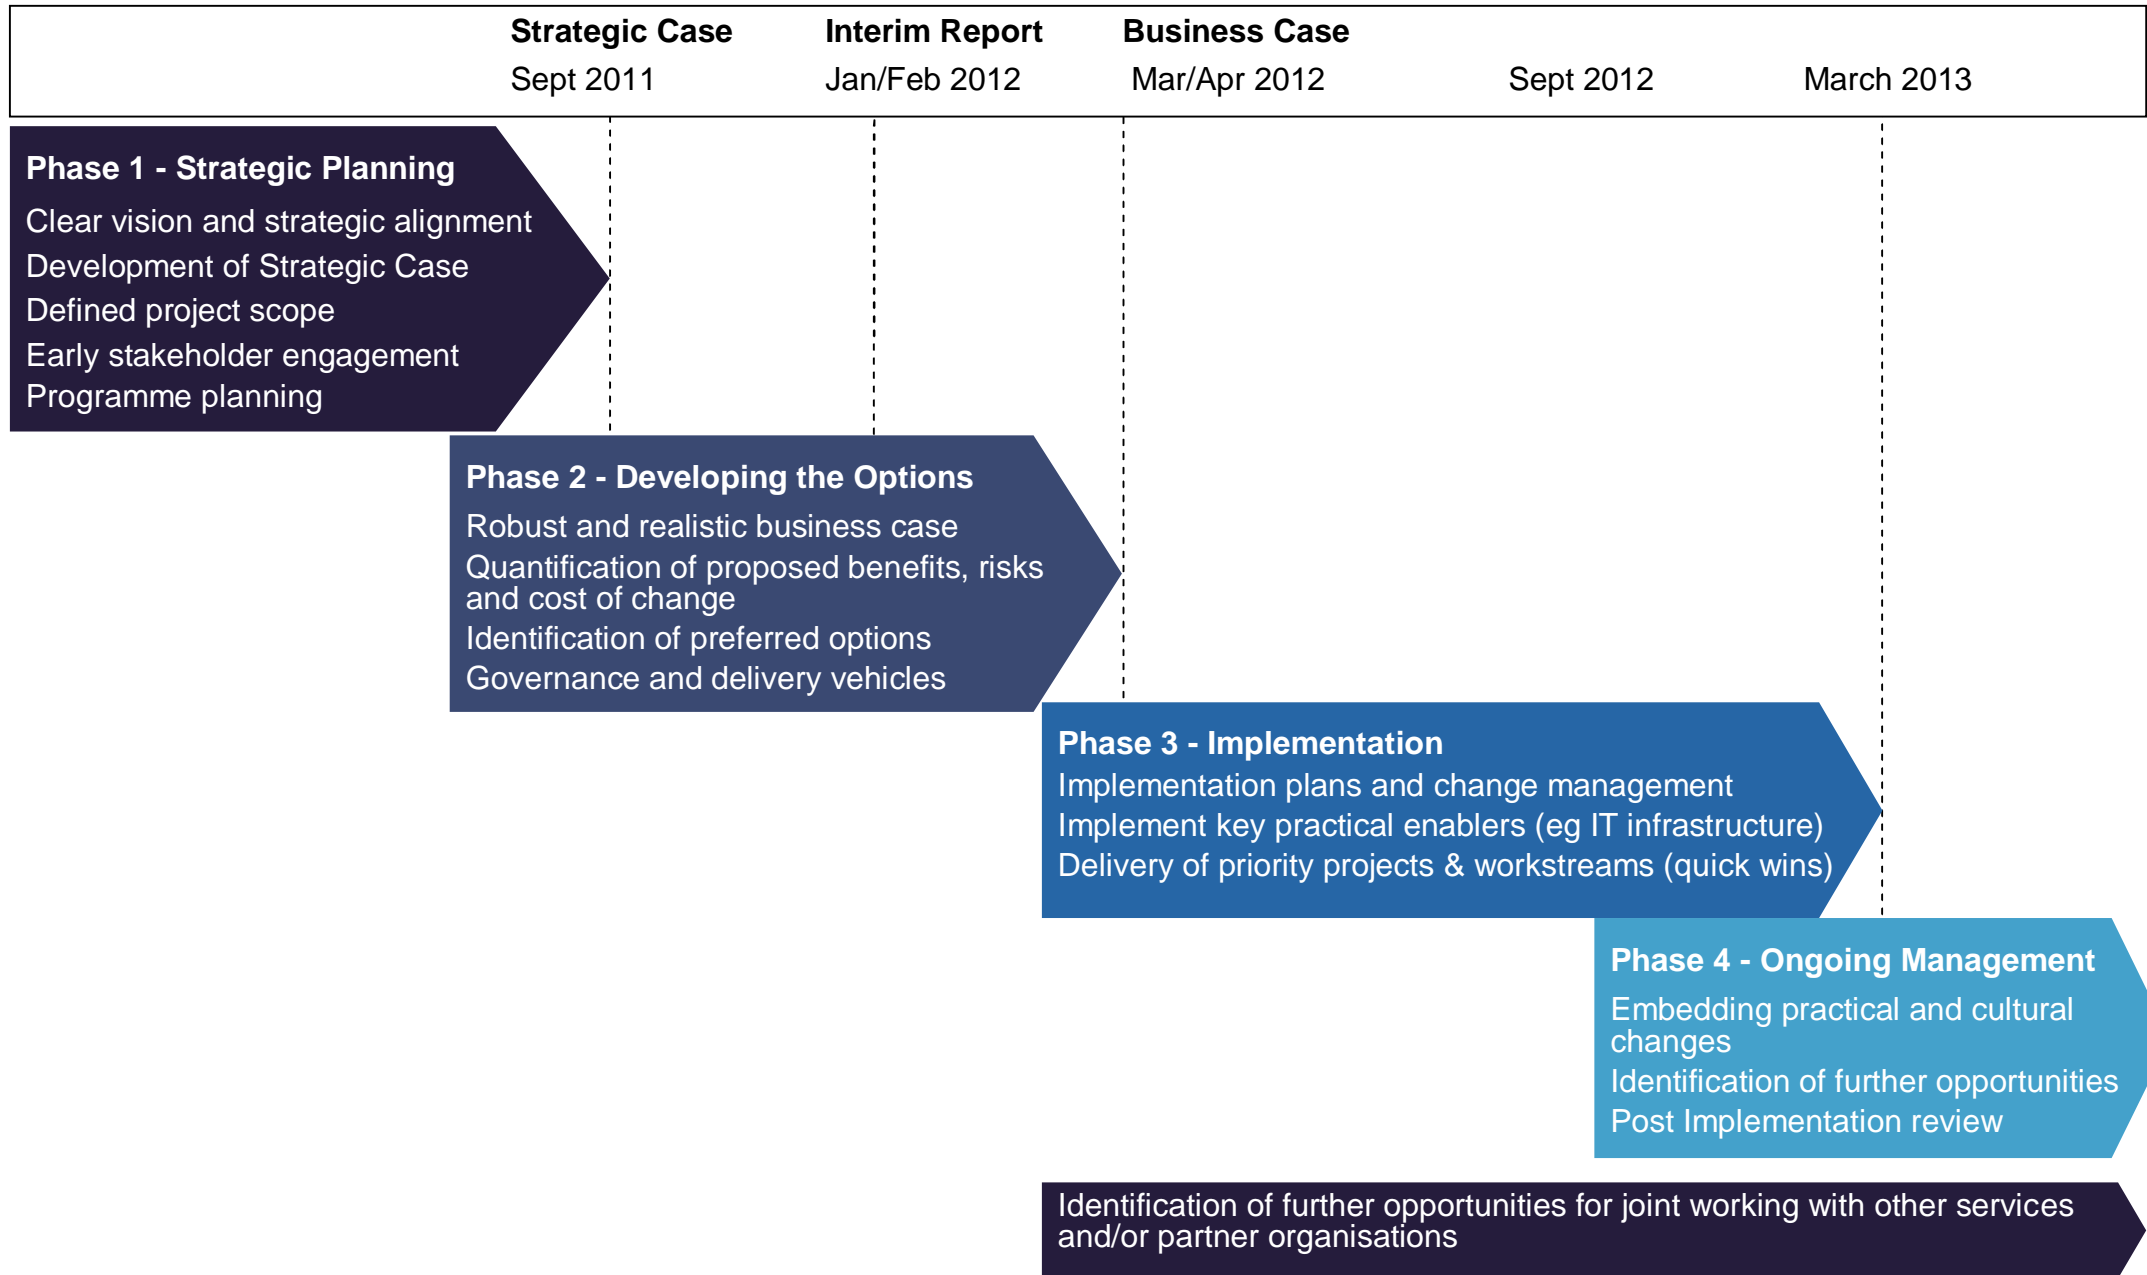 Strategic Case Interim Report Business Case
Sept 2011 Jan/Feb 2012 Mar/Apr 2012 Sept 2012 March 2013
Phase 1 - Strategic Planning
Clear vision and strategic alignment
Development of Strategic Case
Defined project scope
Early stakeholder engagement
Programme planning
Phase 2 - Developing the Options
Robust and realistic business case
Quantification of proposed benefits, risks
and cost of change
Identification of preferred options
Governance and delivery vehicles
Phase 3 - Implementation
Implementation plans and change management
Implement key practical enablers (eg IT infrastructure)
Delivery of priority projects & workstreams (quick wins)
Phase 4 - Ongoing Management
Embedding practical and cultural
changes
Identification of further opportunities
Post Implementation review
Identification of further opportunities for joint working with other services
and/or partner organisations